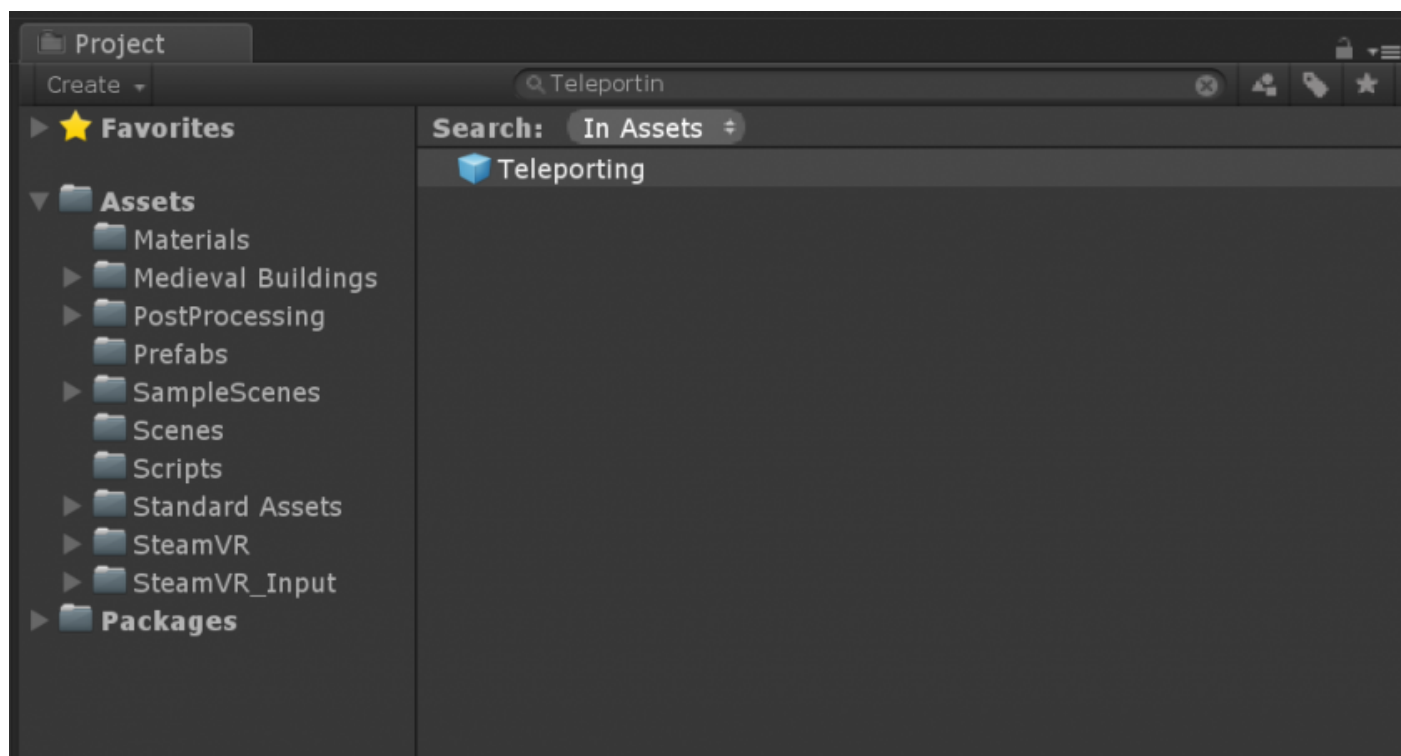 Project
Create
Teleportin
Favorites
Search: In Assets
Teleporting
Assets
Materials
Medieval Buildings
PostProcessing
Prefabs
SampleScenes
Scenes
Scripts
Standard Assets
SteamVR
SteamVR_Input
Packages